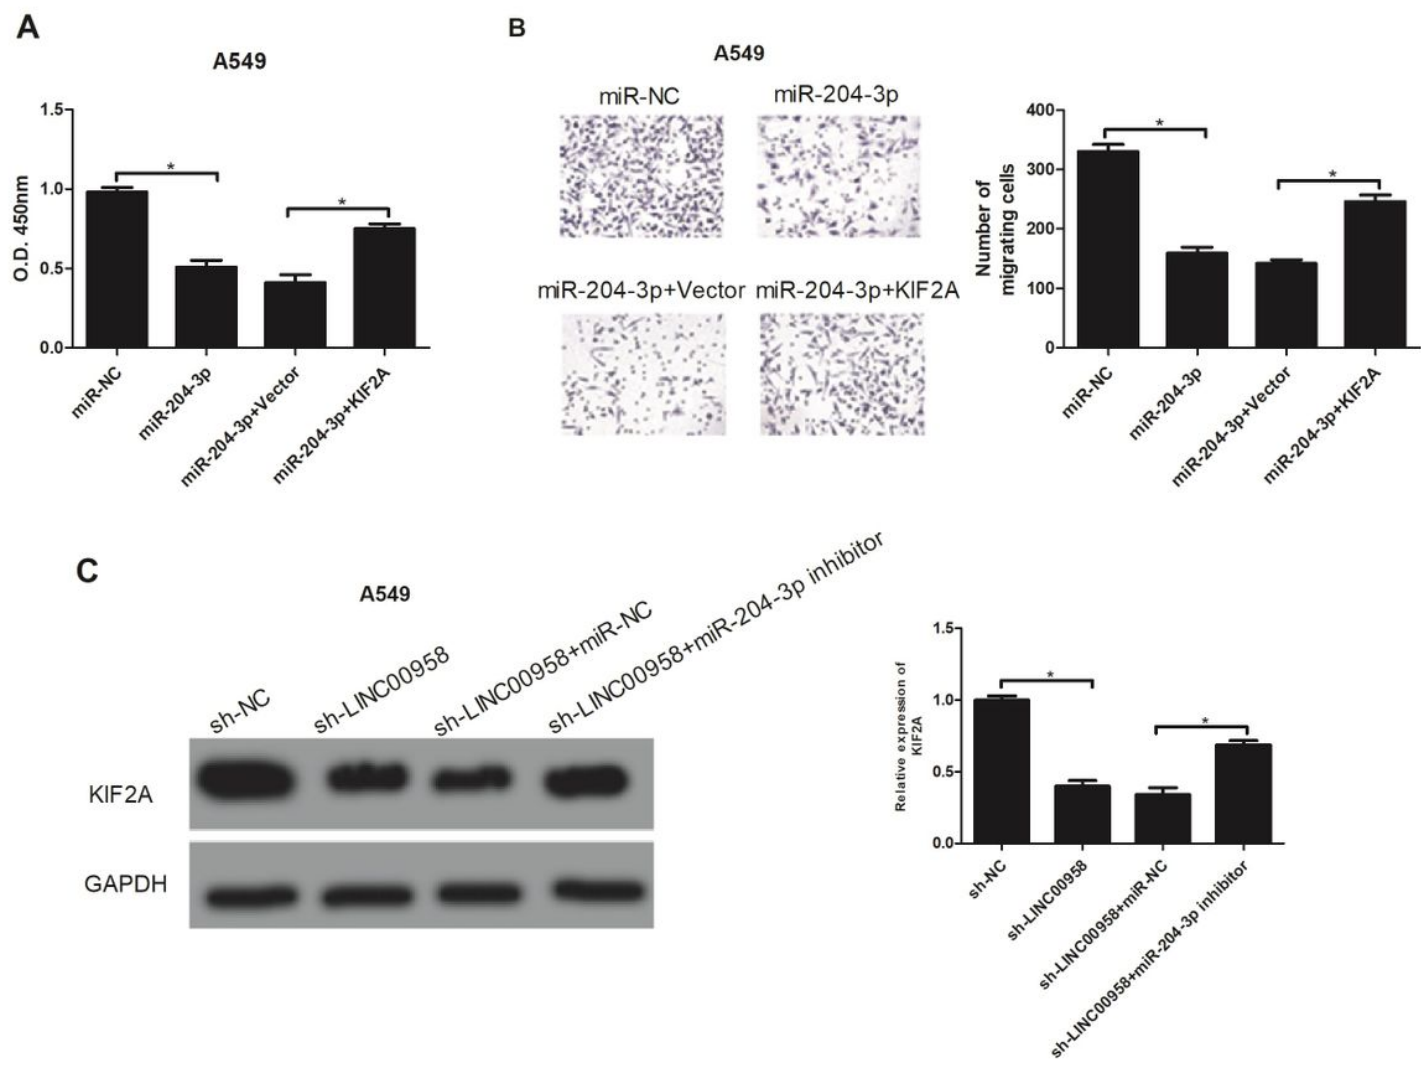 A
A549
O.D. 450nm
1.5
1.0
0.5
0.0
*
*
miR-NC
miR-204-3p
miR-204-3p+Vector
miR-204-3p+KIF2A
B
A549
miR-NC
miR-204-3p
miR-204-3p+Vector
miR-204-3p+KIF2A
Number of
migrating cells
400
300
200
100
0
*
*
miR-NC
miR-204-3p
miR-204-3p+Vector
miR-204-3p+KIF2A
C
A549
sh-NC
sh-LINC00958
sh-LINC00958+miR-NC
sh-LINC00958+miR-204-3p inhibitor
KIF2A
GAPDH
Relative expression of
KIF2A
1.5
1.0
0.5
0.0
*
*
sh-NC
sh-LINC00958
sh-LINC00958+miR-NC
sh-LINC00958+miR-204-3p inhibitor